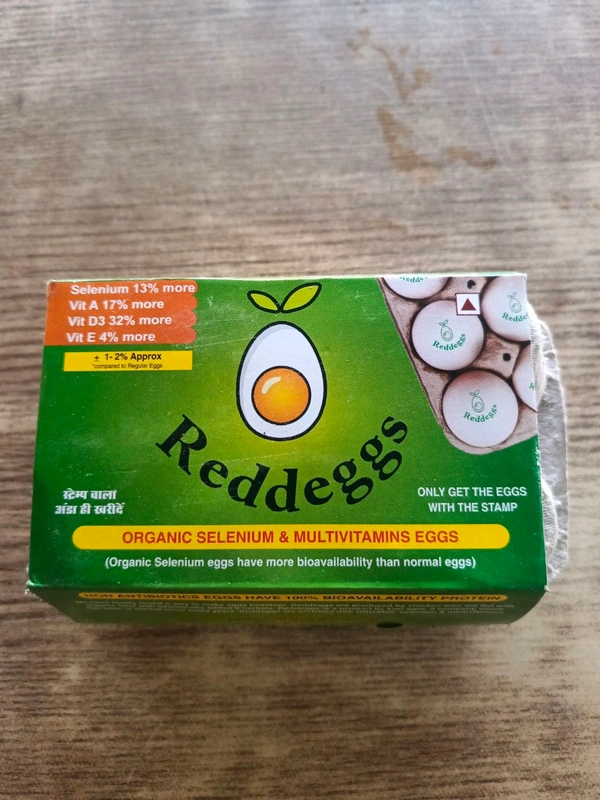 Selenium 13% more
Vit A 17% more
Vit D3 32% more
Vit E 4% more
± 1- 2% Approx
*compared to Regular Eggs
Reddeggs
Reddeggs
Reddeggs
Reddeggs
स्टेम्प वाला
अंडा ही खरीदें
ONLY GET THE EGGS
WITH THE STAMP
ORGANIC SELENIUM & MULTIVITAMINS EGGS
(Organic Selenium eggs have more bioavailability than normal eggs)
NON ANTIBIOTICS EGGS HAVE 100% BIOAVAILABILITY PROTEIN